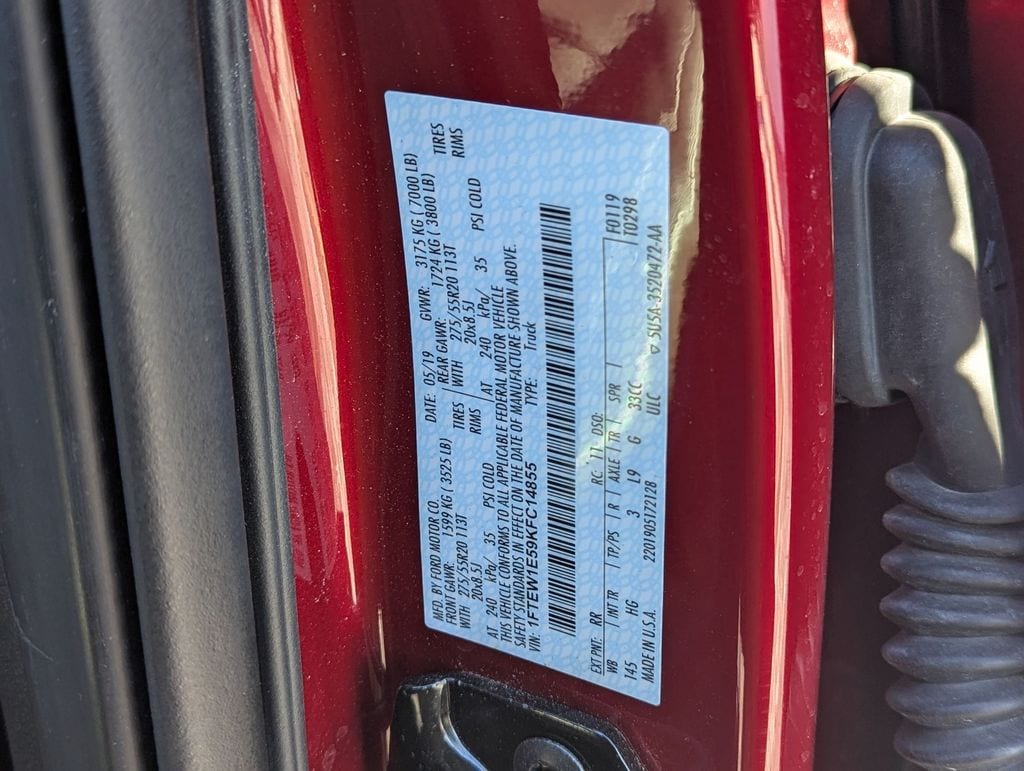 MFD. BY FORD MOTOR CO.
DATE: 05/19 GVWR: 3175 KG ( 7000 LB)
FRONT GAWR: 1599 KG ( 3525 LB) REAR GAWR: 1724 KG ( 3800 LB)
WITH 275/55R20 113T TIRES WITH 275/55R20 113T TIRES
20x8.5J RIMS 20x8.5J RIMS
AT 240 kPa/ 35 PSI COLD AT 240 kPa/ 35 PSI COLD
THIS VEHICLE CONFORMS TO ALL APPLICABLE FEDERAL MOTOR VEHICLE
SAFETY STANDARDS IN EFFECT ON THE DATE OF MANUFACTURE SHOWN ABOVE.
VIN: 1FTEW1E59KFC14855 TYPE: Truck
EXT PNT: RR RC: 11 DSO: F0119
WB | INT TR | TP/PS | R | AXLE | TR | SPR | T0298
145 HG 3 L9 G 33CC
MADE IN U.S.A. 2201905172128 ULC ▽ 5U5A-3520472-AA